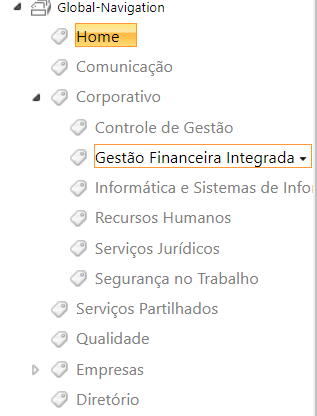 Global-Navigation
Home
Comunicação
Corporativo
Controle de Gestão
Gestão Financeira Integrada
Informática e Sistemas de Infor
Recursos Humanos
Serviços Jurídicos
Segurança no Trabalho
Serviços Partilhados
Qualidade
Empresas
Diretório